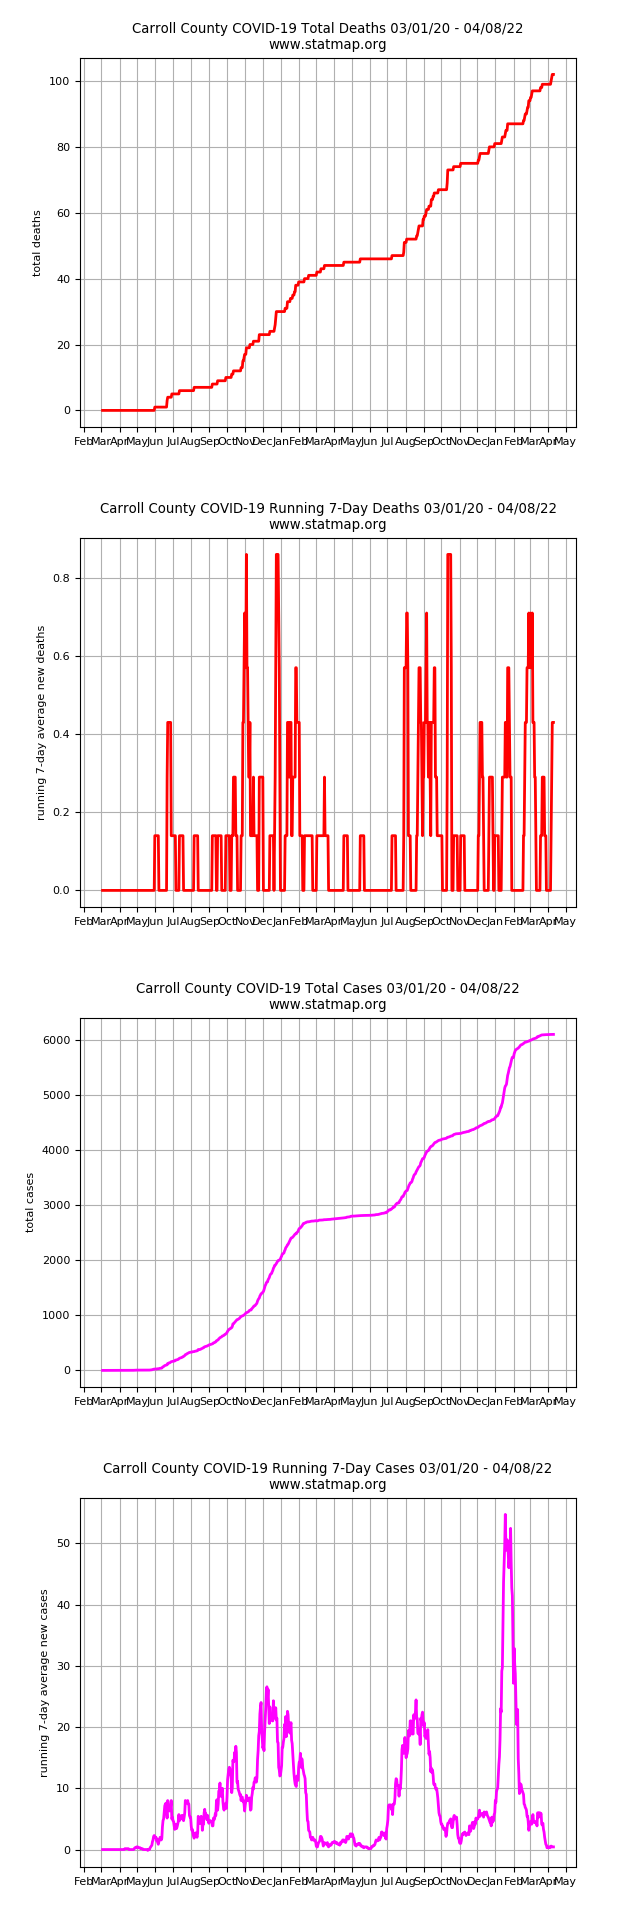 Carroll County COVID-19 Total Deaths 03/01/20 - 04/08/22
www.statmap.org
total deaths
100
80
60
40
20
0
Feb Mar Apr May Jun Jul Aug Sep Oct Nov Dec Jan Feb Mar Apr May Jun Jul Aug Sep Oct Nov Dec Jan Feb Mar Apr May
Carroll County COVID-19 Running 7-Day Deaths 03/01/20 - 04/08/22
www.statmap.org
running 7-day average new deaths
0.8
0.6
0.4
0.2
0.0
Feb Mar Apr May Jun Jul Aug Sep Oct Nov Dec Jan Feb Mar Apr May Jun Jul Aug Sep Oct Nov Dec Jan Feb Mar Apr May
Carroll County COVID-19 Total Cases 03/01/20 - 04/08/22
www.statmap.org
total cases
6000
5000
4000
3000
2000
1000
0
Feb Mar Apr May Jun Jul Aug Sep Oct Nov Dec Jan Feb Mar Apr May Jun Jul Aug Sep Oct Nov Dec Jan Feb Mar Apr May
Carroll County COVID-19 Running 7-Day Cases 03/01/20 - 04/08/22
www.statmap.org
running 7-day average new cases
50
40
30
20
10
0
Feb Mar Apr May Jun Jul Aug Sep Oct Nov Dec Jan Feb Mar Apr May Jun Jul Aug Sep Oct Nov Dec Jan Feb Mar Apr May